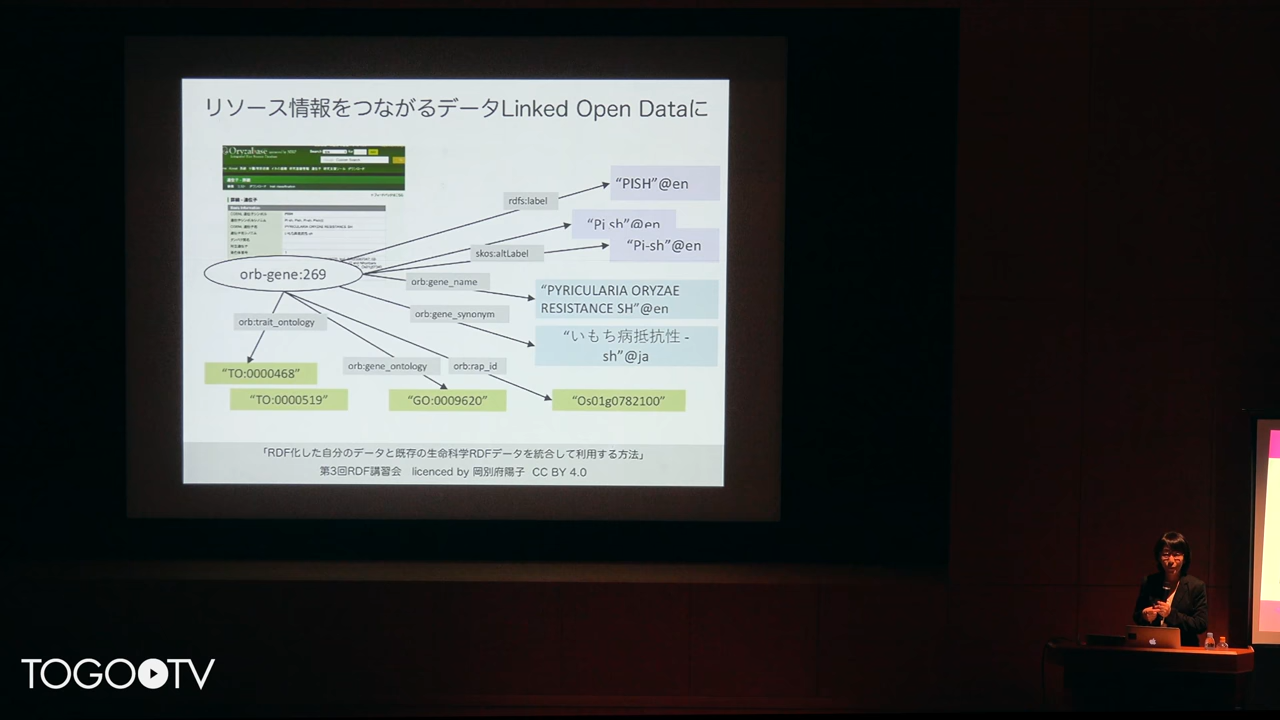 リソース情報をつながるデータLinked Open Dataに
Oryzabase
rdfs:label
“PISH”@en
“Pi sh”@en
skos:altLabel
“Pi-sh”@en
orb-gene:269
orb:gene_name
“PYRICULARIA ORYZAE
RESISTANCE SH”@en
orb:gene_synonym
“いもち病抵抗性 -
sh”@ja
orb:trait_ontology
orb:gene_ontology
orb:rap_id
“TO:0000468”
“TO:0000519”
“GO:0009620”
“Os01g0782100”
「RDF化した自分のデータと既存の生命科学RDFデータを統合して利用する方法」
第3回RDF講習会 licenced by 岡別府陽子 CC BY 4.0
TOGO TV